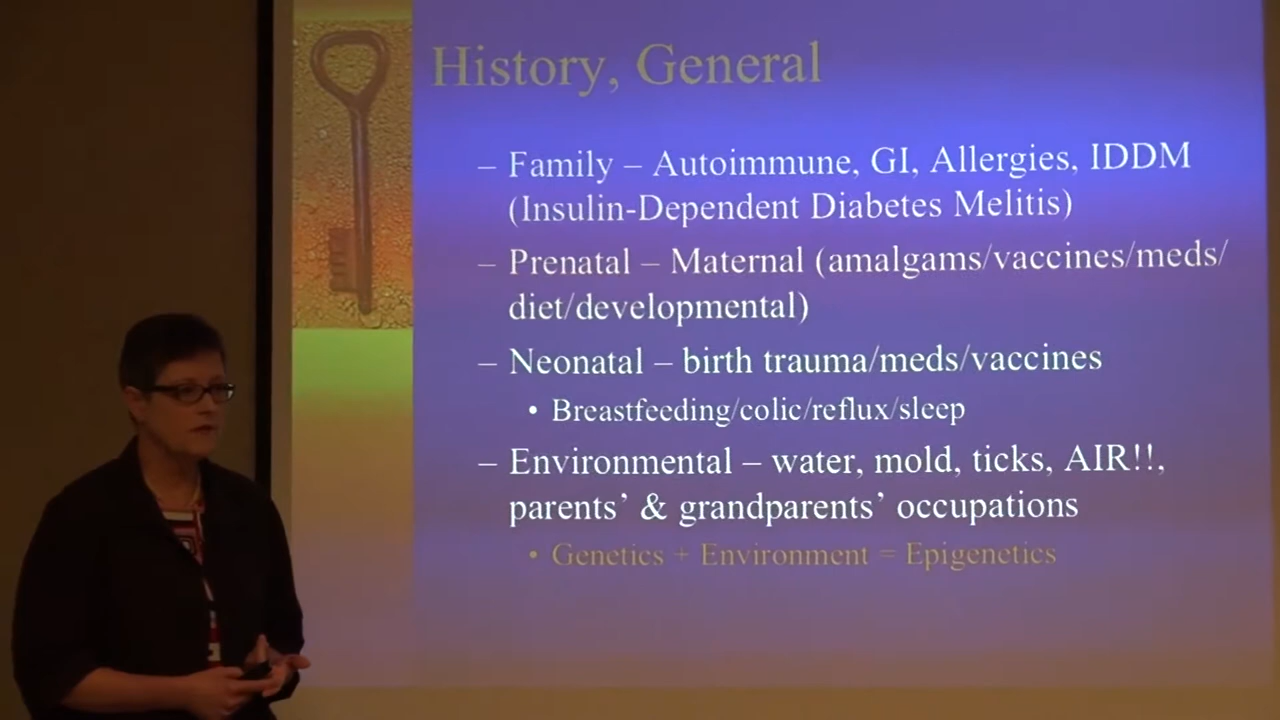 History, General
– Family – Autoimmune, GI, Allergies, IDDM
(Insulin-Dependent Diabetes Melitis)
– Prenatal – Maternal (amalgams/vaccines/meds/
diet/developmental)
– Neonatal – birth trauma/meds/vaccines
• Breastfeeding/colic/reflux/sleep
– Environmental – water, mold, ticks, AIR!!,
parents’ & grandparents’ occupations
• Genetics + Environment = Epigenetics